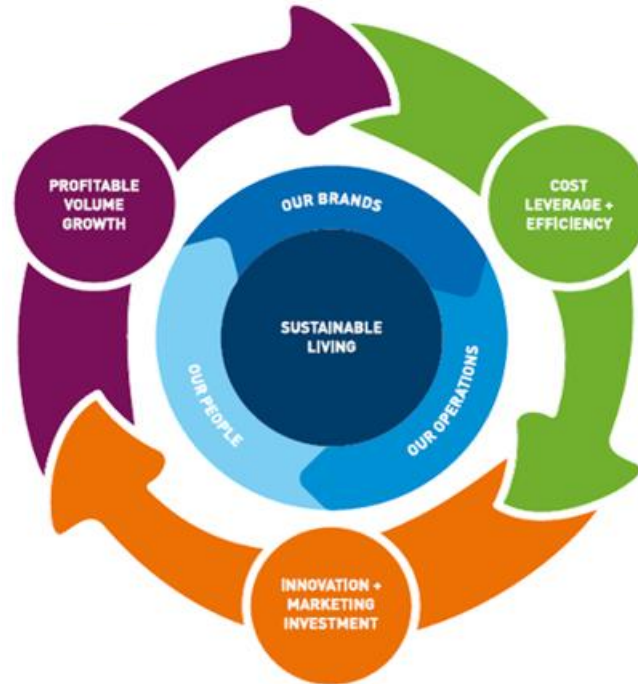 PROFITABLE
VOLUME
GROWTH
COST
LEVERAGE +
EFFICIENCY
OUR BRANDS
SUSTAINABLE
LIVING
OUR PEOPLE
OUR OPERATIONS
INNOVATION +
MARKETING
INVESTMENT